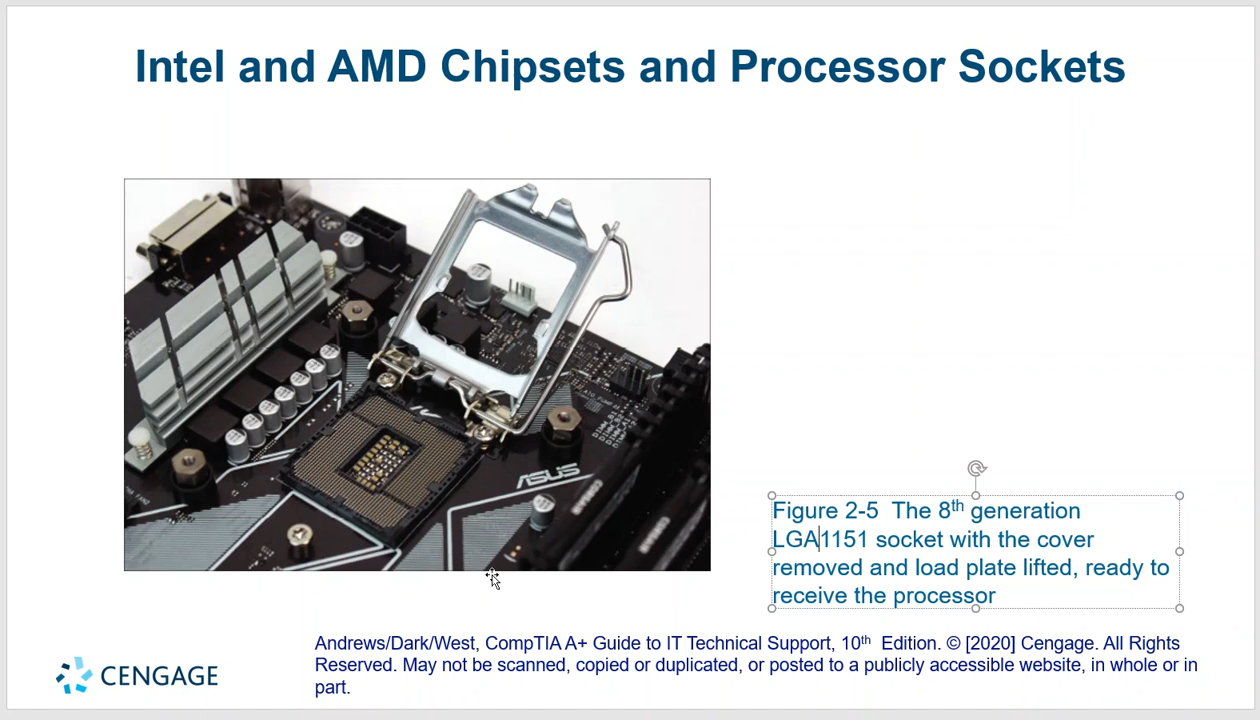 Intel and AMD Chipsets and Processor Sockets
ASUS
Figure 2-5  The 8th generation
LGA1151 socket with the cover
removed and load plate lifted, ready to
receive the processor
Andrews/Dark/West, CompTIA A+ Guide to IT Technical Support, 10th  Edition. © [2020] Cengage. All Rights
Reserved. May not be scanned, copied or duplicated, or posted to a publicly accessible website, in whole or in
part.
CENGAGE